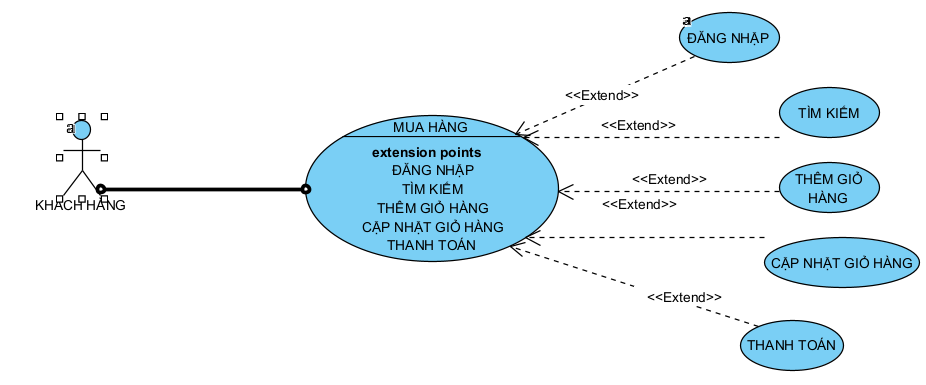 a
ĐĂNG NHẬP
<<Extend>>
TÌM KIẾM
<<Extend>>
a
KHÁCH HÀNG
MUA HÀNG
extension points
ĐĂNG NHẬP
TÌM KIẾM
THÊM GIỎ HÀNG
CẬP NHẬT GIỎ HÀNG
THANH TOÁN
<<Extend>>
THÊM GIỎ
HÀNG
<<Extend>>
CẬP NHẬT GIỎ HÀNG
<<Extend>>
THANH TOÁN